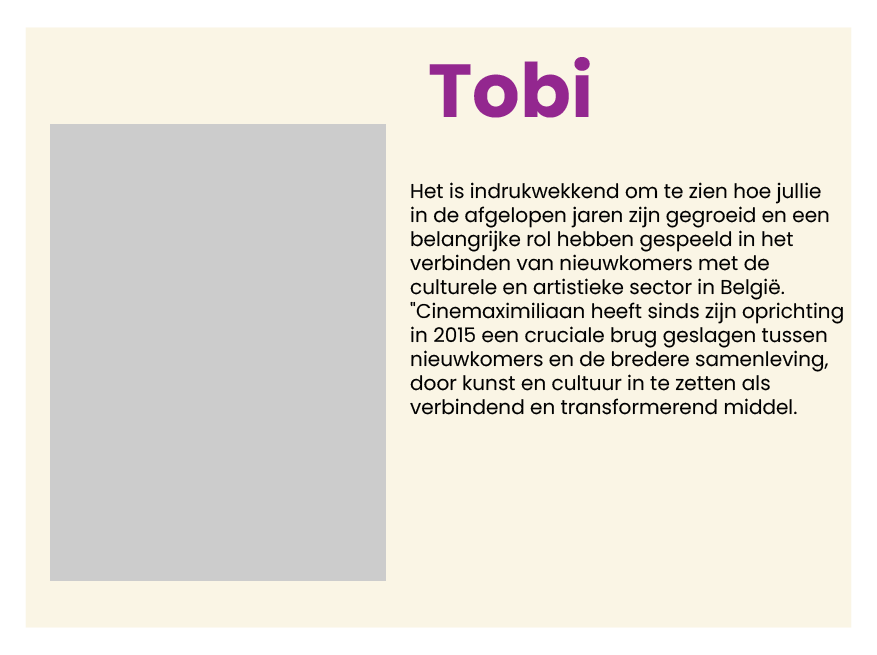 Tobi
Het is indrukwekkend om te zien hoe jullie
in de afgelopen jaren zijn gegroeid en een
belangrijke rol hebben gespeeld in het
verbinden van nieuwkomers met de
culturele en artistieke sector in België.
"Cinemaximiliaan heeft sinds zijn oprichting
in 2015 een cruciale brug geslagen tussen
nieuwkomers en de bredere samenleving,
door kunst en cultuur in te zetten als
verbindend en transformerend middel.